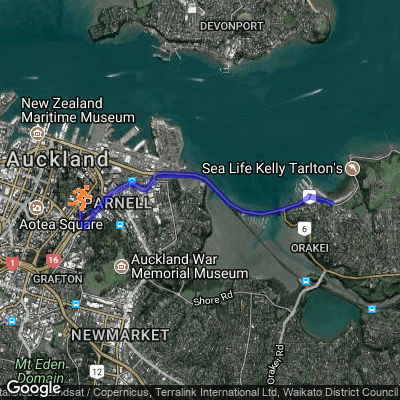 DEVONPORT
New Zealand
Maritime Museum
Auckland
Sea Life Kelly Tarlton's
PARNELL
Aotea Square
6
ORAKEI
1
16
Auckland War
Memorial Museum
GRAFTON
Shore Rd
NEWMARKET
Orakei Rd
Mt Eden
Domain
12
Google
Landsat / Copernicus, Terralink International Ltd, Waikato District Council